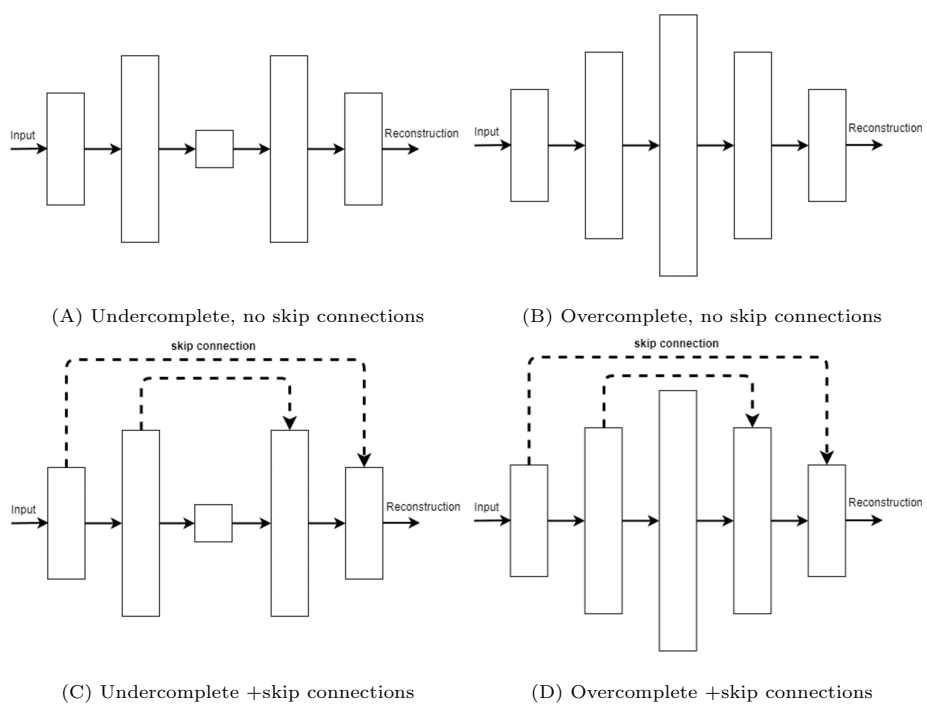 Input
Reconstruction
Input
Reconstruction
(A) Undercomplete, no skip connections
(B) Overcomplete, no skip connections
skip connection
Input
Reconstruction
skip connection
Input
Reconstruction
(C) Undercomplete +skip connections
(D) Overcomplete +skip connections